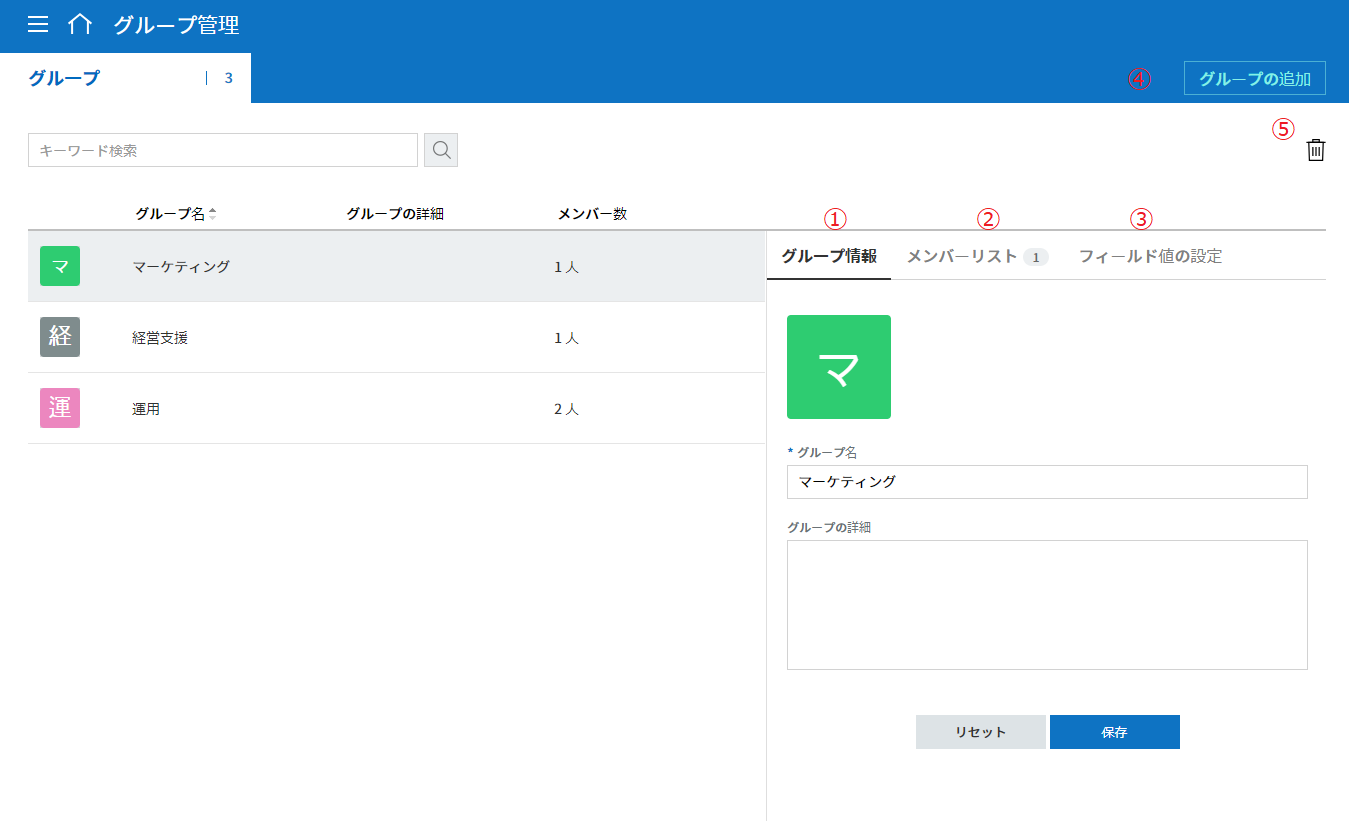 グループ管理
グループ | 3
④ グループの追加
⑤
キーワード検索
グループ名 グループの詳細 メンバー数
① ② ③
マ マーケティング 1 人
グループ情報 メンバーリスト 1 フィールド値の設定
経 経営支援 1 人
運 運用 2 人
マ
* グループ名
マーケティング
グループの詳細
リセット 保存